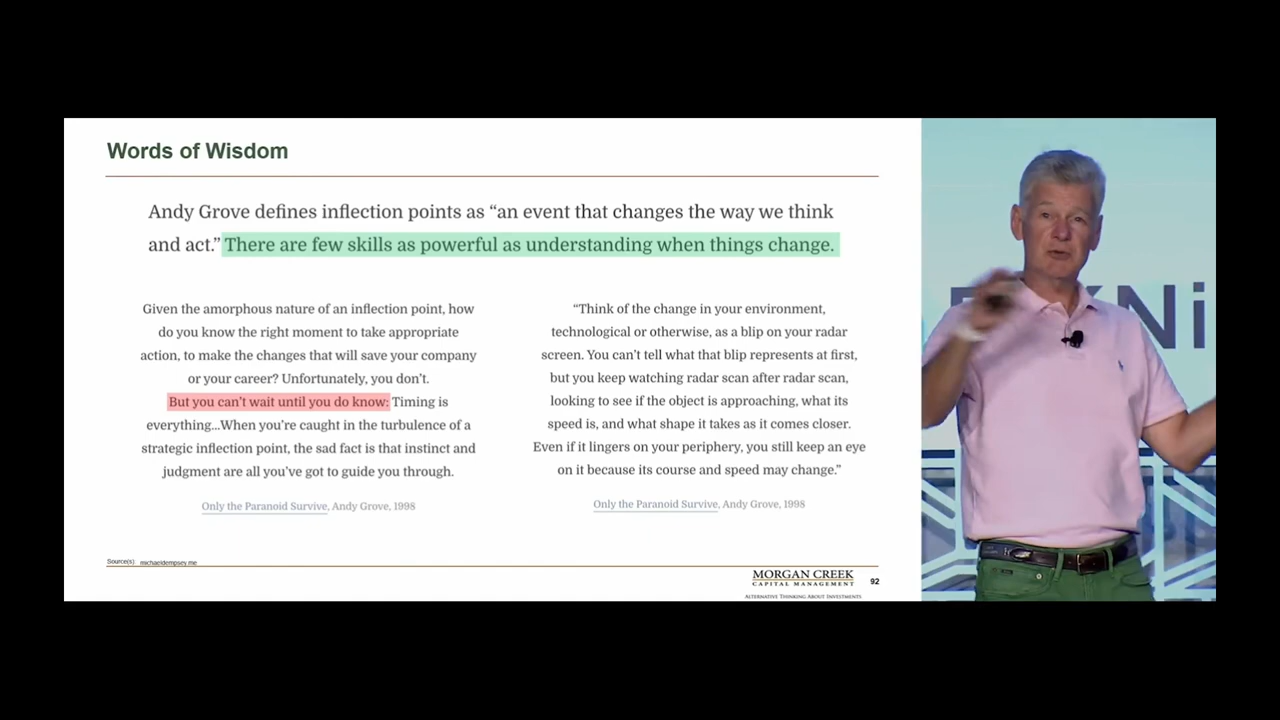 Words of Wisdom
Andy Grove defines inflection points as “an event that changes the way we think
and act.” There are few skills as powerful as understanding when things change.
Given the amorphous nature of an inflection point, how
do you know the right moment to take appropriate
action, to make the changes that will save your company
or your career? Unfortunately, you don’t.
But you can’t wait until you do know: Timing is
everything...When you’re caught in the turbulence of a
strategic inflection point, the sad fact is that instinct and
judgment are all you’ve got to guide you through.
Only the Paranoid Survive, Andy Grove, 1998
“Think of the change in your environment,
technological or otherwise, as a blip on your radar
screen. You can’t tell what that blip represents at first,
but you keep watching radar scan after radar scan,
looking to see if the object is approaching, what its
speed is, and what shape it takes as it comes closer.
Even if it lingers on your periphery, you still keep an eye
on it because its course and speed may change.”
Only the Paranoid Survive, Andy Grove, 1998
Source(s): michaeldempsey.me
MORGAN CREEK
CAPITAL MANAGEMENT
ALTERNATIVE THINKING ABOUT INVESTMENTS
92
Ni